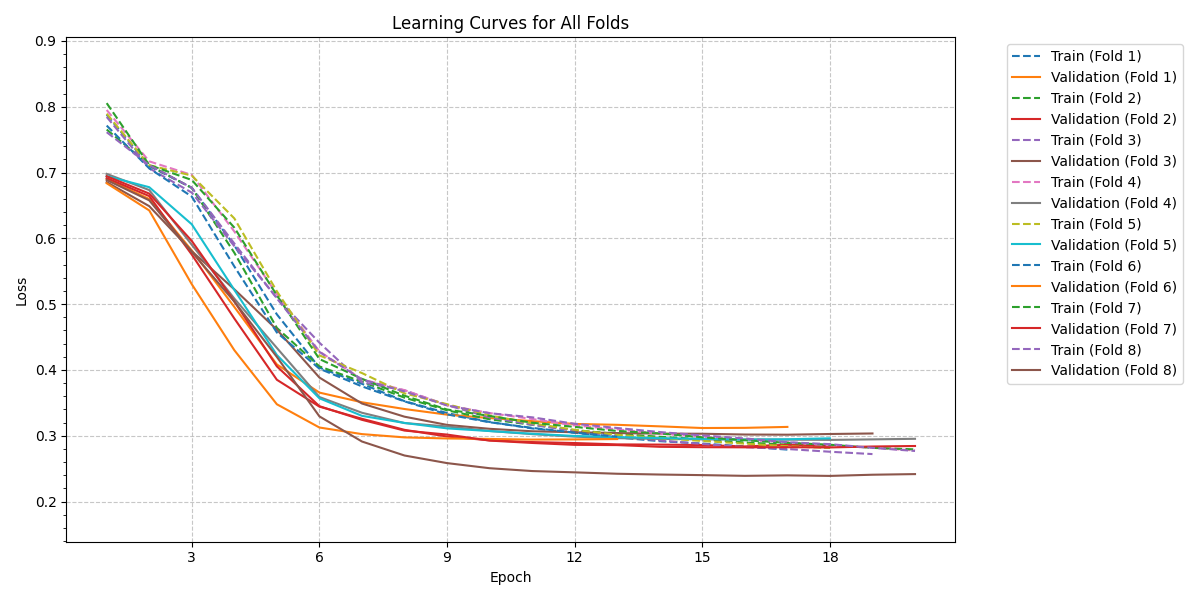 Learning Curves for All Folds
Loss
0.9
0.8
0.7
0.6
0.5
0.4
0.3
0.2
3
6
9
12
15
18
Epoch
Train (Fold 1)
Validation (Fold 1)
Train (Fold 2)
Validation (Fold 2)
Train (Fold 3)
Validation (Fold 3)
Train (Fold 4)
Validation (Fold 4)
Train (Fold 5)
Validation (Fold 5)
Train (Fold 6)
Validation (Fold 6)
Train (Fold 7)
Validation (Fold 7)
Train (Fold 8)
Validation (Fold 8)